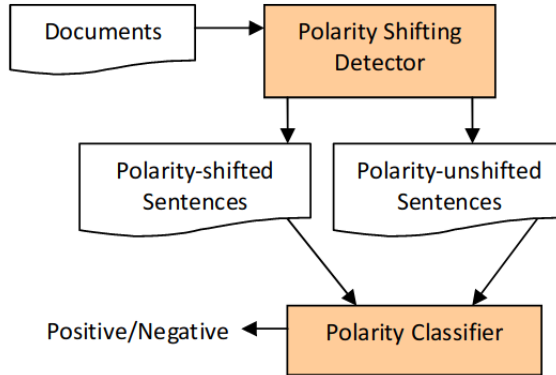 Documents
Polarity Shifting
Detector
Polarity-shifted
Sentences
Polarity-unshifted
Sentences
Positive/Negative
Polarity Classifier